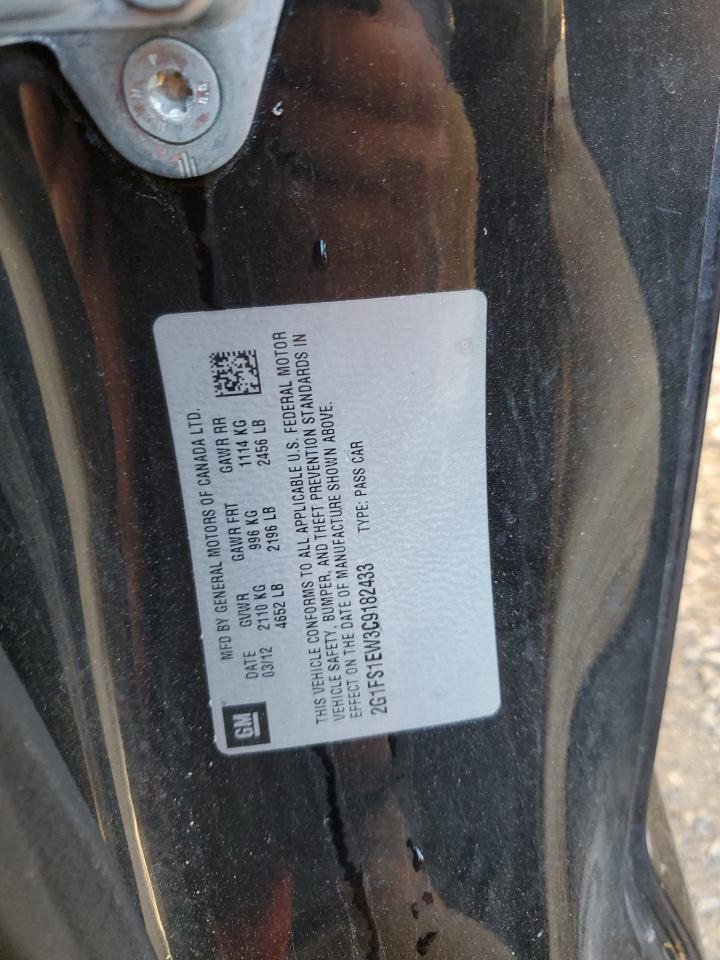 GM
MFD BY GENERAL MOTORS OF CANADA LTD.
DATE GVWR GAWR FRT GAWR RR
03/12 2110 KG 996 KG 1114 KG
4652 LB 2196 LB 2456 LB
THIS VEHICLE CONFORMS TO ALL APPLICABLE U.S. FEDERAL MOTOR
VEHICLE SAFETY, BUMPER, AND THEFT PREVENTION STANDARDS IN
EFFECT ON THE DATE OF MANUFACTURE SHOWN ABOVE.
2G1FS1EW3C9182433 TYPE: PASS CAR